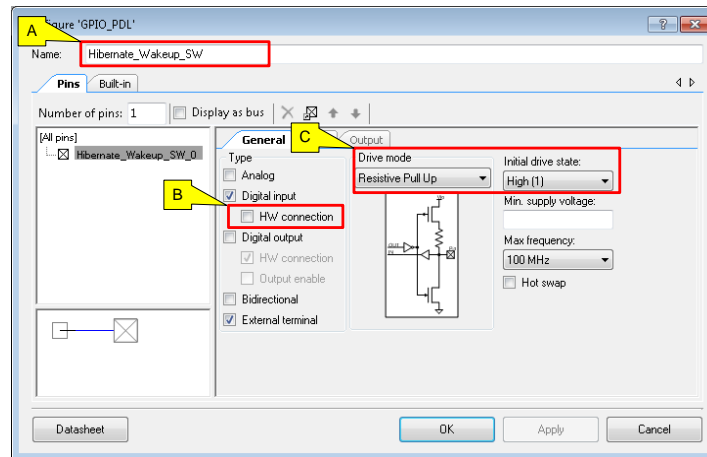 A
gure 'GPIO_PDL'
Name: Hibernate_Wakeup_SW
Pins Built-in
Number of pins: 1 Display as bus
[All pins]
Hibernate_Wakeup_SW_0
General C Output
Type
Analog
Digital input
B
HW connection
Digital output
HW connection
Output enable
Bidirectional
External terminal
Drive mode
Resistive Pull Up
Initial drive state:
High (1)
Min. supply voltage:
Max frequency:
100 MHz
Hot swap
Datasheet OK Apply Cancel